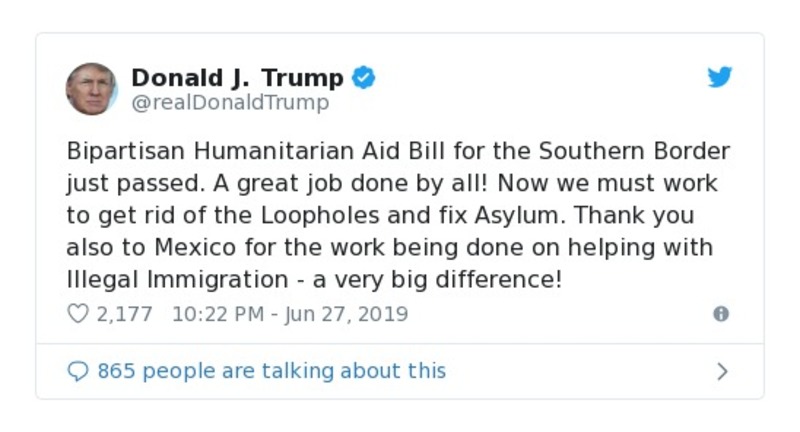 Donald J. Trump
@realDonaldTrump
Bipartisan Humanitarian Aid Bill for the Southern Border
just passed. A great job done by all! Now we must work
to get rid of the Loopholes and fix Asylum. Thank you
also to Mexico for the work being done on helping with
Illegal Immigration - a very big difference!
2,177 10:22 PM - Jun 27, 2019
865 people are talking about this